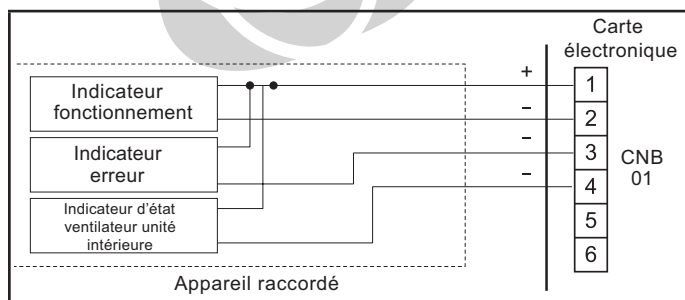 Carte
électronique
+
1
Indicateur
fonctionnement
−
2
−
Indicateur
erreur
3
CNB
01
−
4
Indicateur d'état
ventilateur unité
intérieure
5
6
Appareil raccordé